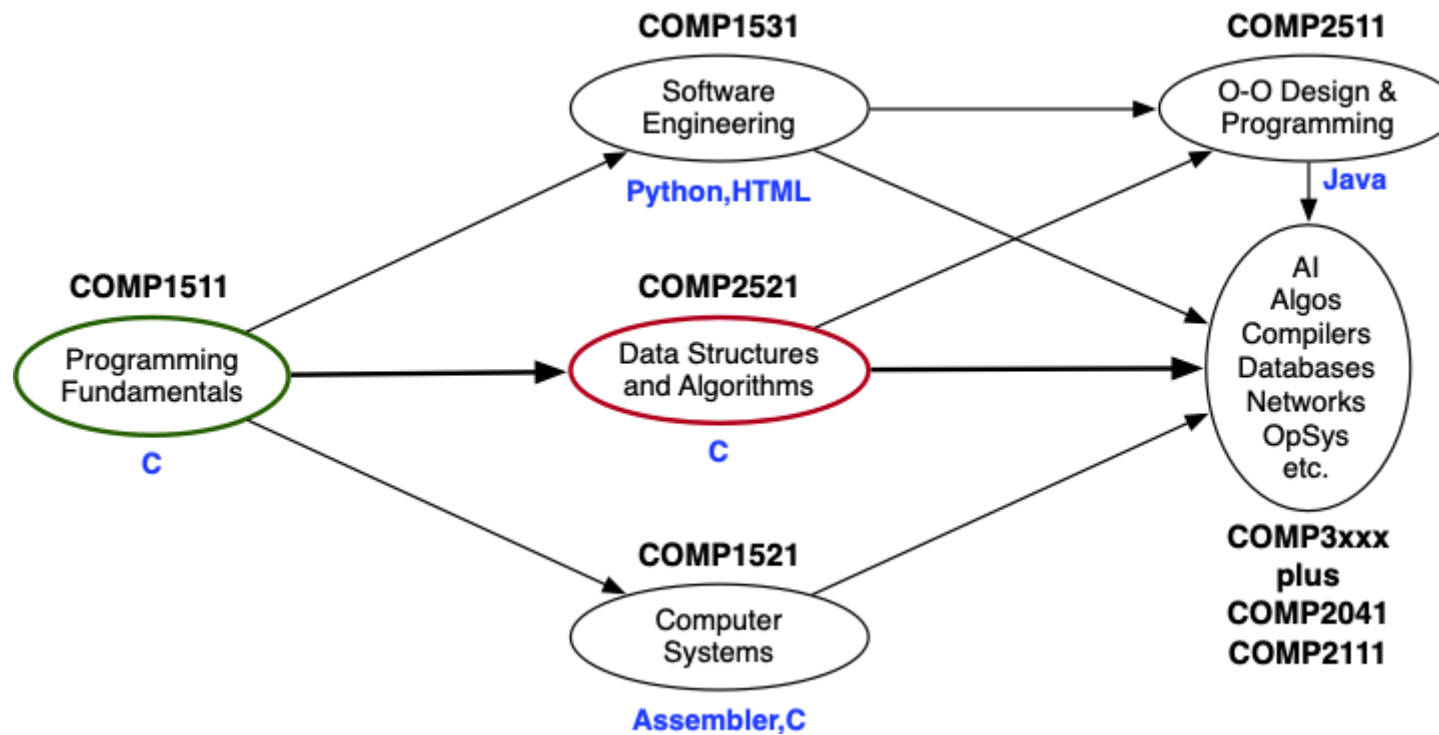 COMP1531
Software
Engineering
Python,HTML
COMP2511
O-O Design &
Programming
Java
COMP1511
Programming
Fundamentals
C
COMP2521
Data Structures
and Algorithms
C
AI
Algos
Compilers
Databases
Networks
OpSys
etc.
COMP3xxx
plus
COMP2041
COMP2111
COMP1521
Computer
Systems
Assembler,C